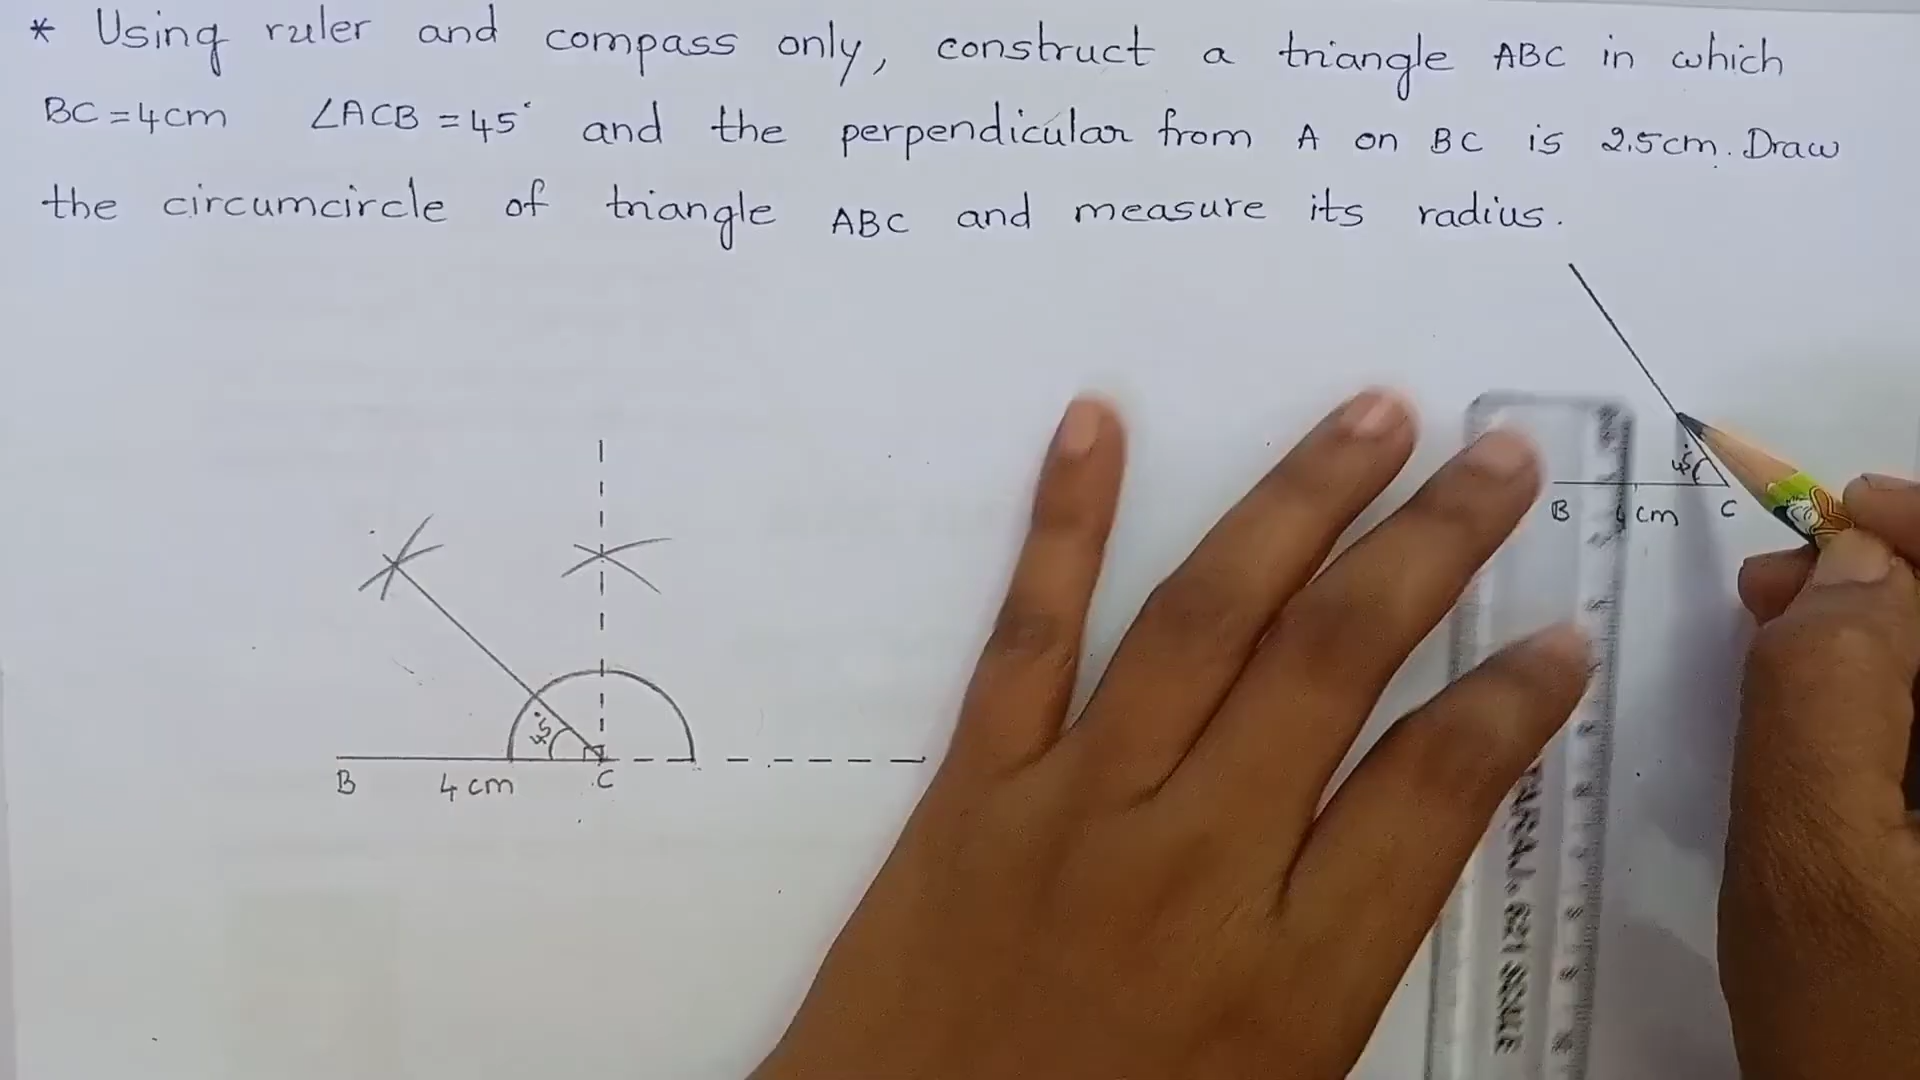 * Using ruler and compass only, construct a triangle ABC in which
BC = 4cm ∠ACB = 45° and the perpendicular from A on BC is 2.5cm. Draw
the circumcircle of triangle ABC and measure its radius.
45°
B 4 cm C
45°
B cm C